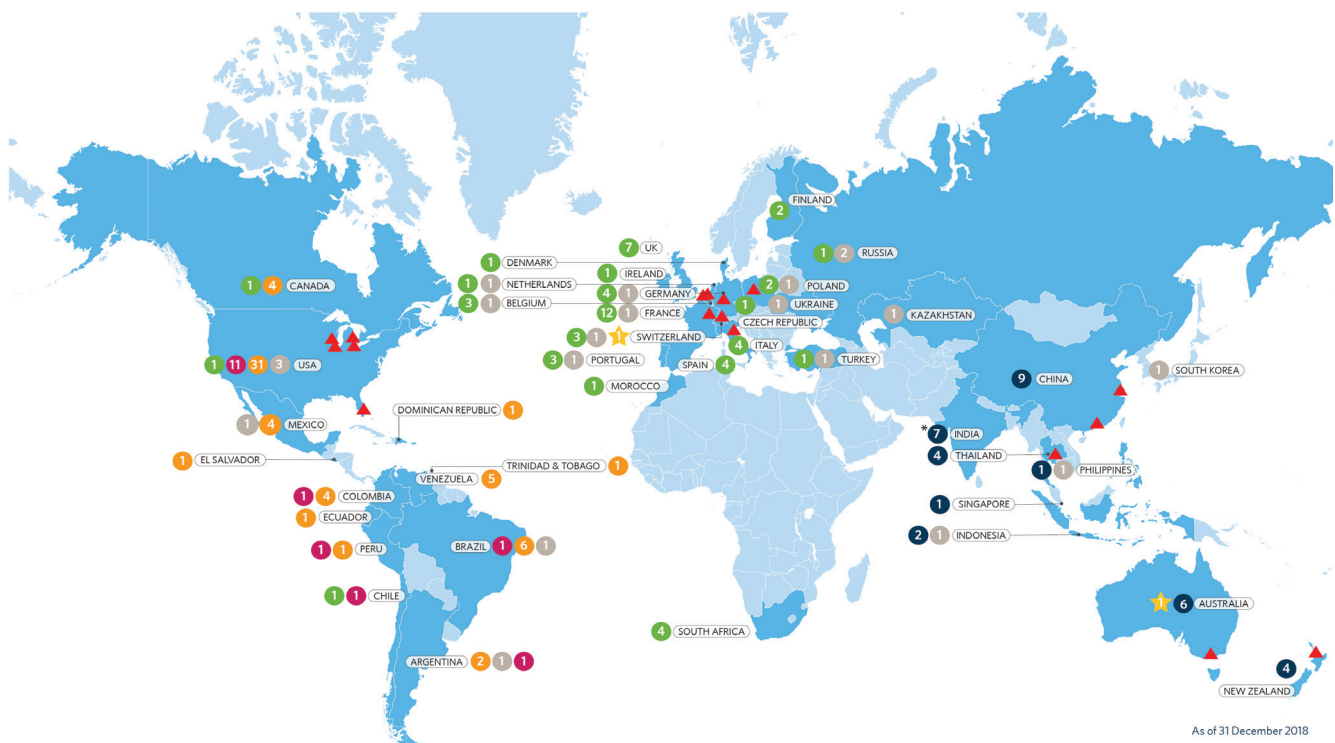 2 FINLAND
7 UK
1 2 RUSSIA
1 DENMARK
1 IRELAND
1 1 NETHERLANDS
1 4 CANADA
4 1 GERMANY
2 1 POLAND
3 1 BELGIUM
1
1 UKRAINE
12 1 FRANCE
1 KAZAKHSTAN
CZECH REPUBLIC
3 1 1 SWITZERLAND
4 ITALY
3 1 PORTUGAL
SPAIN 4
1 1 TURKEY
1 11 31 3 USA
1 SOUTH KOREA
9 CHINA
1 MOROCCO
DOMINICAN REPUBLIC 1
1 4 MEXICO
* 7 INDIA
4 THAILAND
1 EL SALVADOR
TRINIDAD & TOBAGO 1
1 1 PHILIPPINES
VENEZUELA 5
1 4 COLOMBIA
1 SINGAPORE
1 ECUADOR
2 1 INDONESIA
1 1 PERU
BRAZIL 1 6 1
1 1 CHILE
1 6 AUSTRALIA
4 SOUTH AFRICA
ARGENTINA 2 1 1
4
NEW ZEALAND
As of 31 December 2018